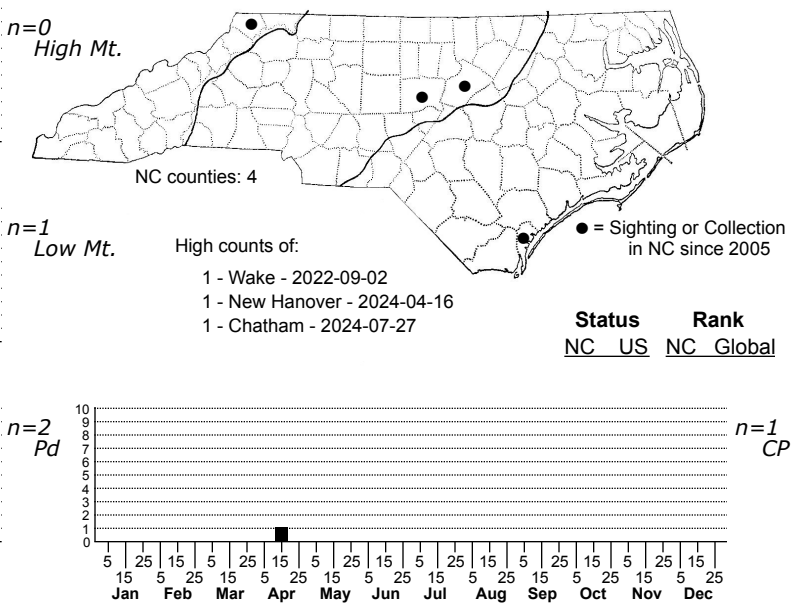 n=0
High Mt.
NC counties: 4
n=1
Low Mt.
High counts of:
1 - Wake - 2022-09-02
1 - New Hanover - 2024-04-16
1 - Chatham - 2024-07-27
● = Sighting or Collection
in NC since 2005
Status Rank
NC US NC Global
n=2
Pd
n=1
CP
10
9
8
7
6
5
4
3
2
1
0
5 25 15 5 25 15 5 25 15 5 25 15 5 25 15 5 25 15
15 5 25 15 5 25 15 5 25 15 5 25 15 5 25 15 5 25
Jan Feb Mar Apr May Jun Jul Aug Sep Oct Nov Dec